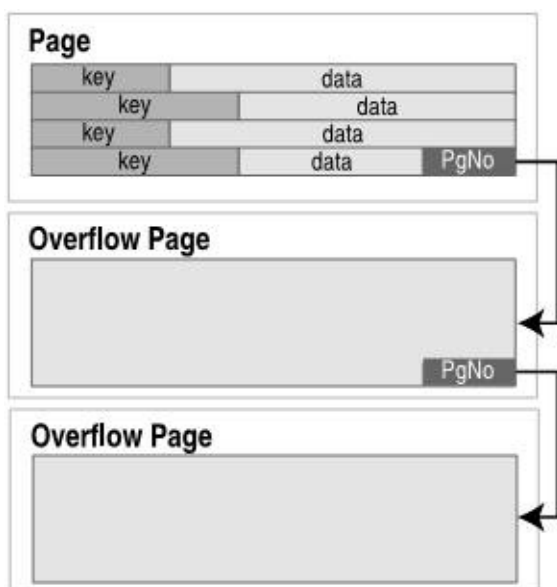 Page
key data
key data
key data
key data PgNo
Overflow Page
PgNo
Overflow Page